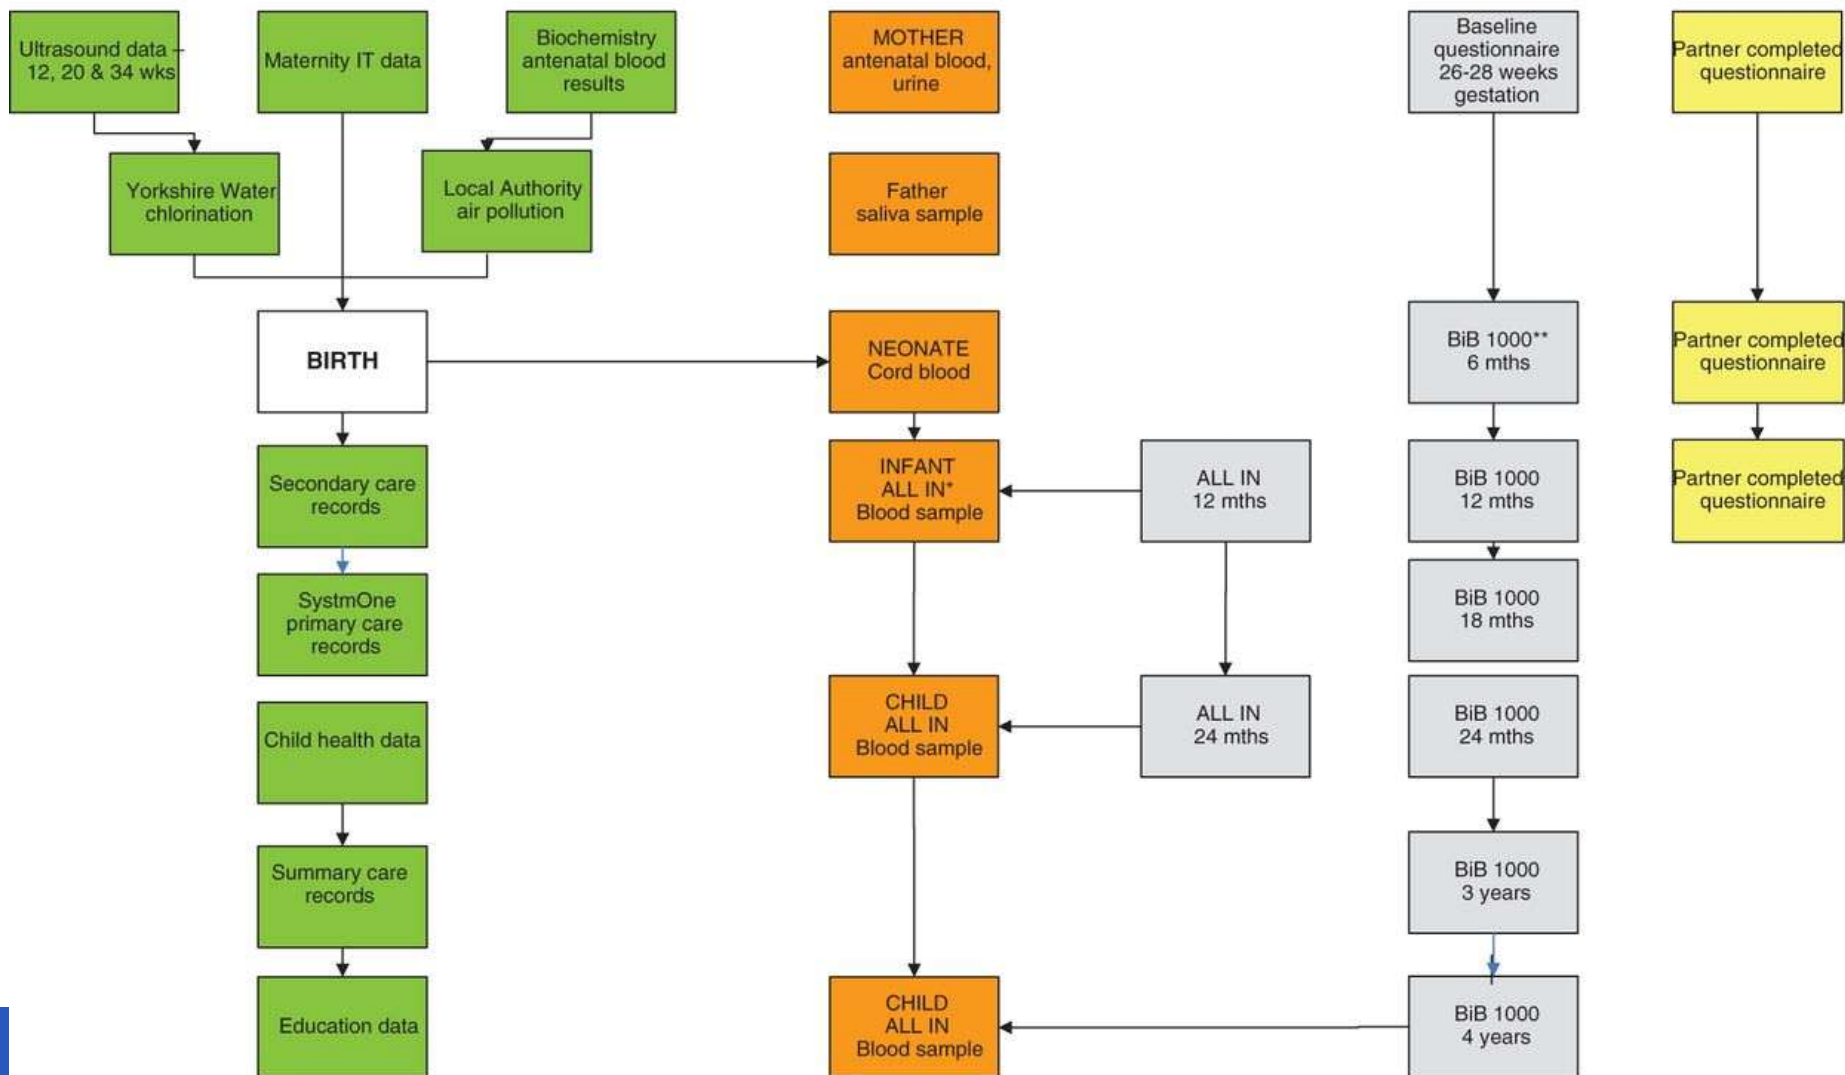 Ultrasound data –
12, 20 & 34 wks
Maternity IT data
Biochemistry
antenatal blood
results
MOTHER
antenatal blood,
urine
Baseline
questionnaire
26-28 weeks
gestation
Partner completed
questionnaire
Yorkshire Water
chlorination
Local Authority
air pollution
Father
saliva sample
BIRTH
NEONATE
Cord blood
BiB 1000**
6 mths
Partner completed
questionnaire
Secondary care
records
INFANT
ALL IN*
Blood sample
ALL IN
12 mths
BiB 1000
12 mths
Partner completed
questionnaire
SystmOne
primary care
records
BiB 1000
18 mths
Child health data
CHILD
ALL IN
Blood sample
ALL IN
24 mths
BiB 1000
24 mths
Summary care
records
BiB 1000
3 years
Education data
CHILD
ALL IN
Blood sample
BiB 1000
4 years